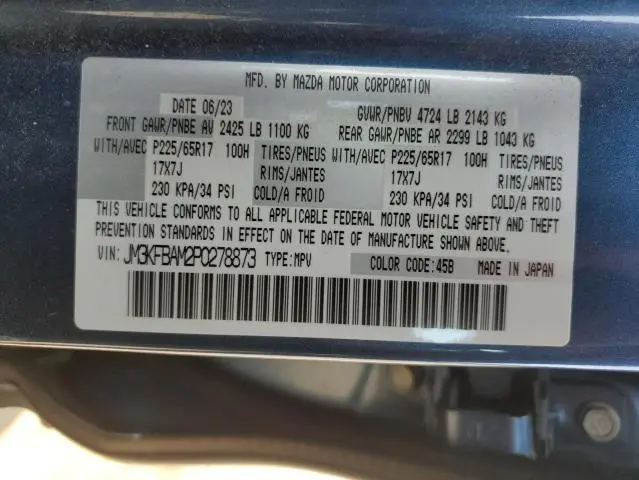 MFD. BY MAZDA MOTOR CORPORATION
DATE 06/23 GVWR/PNBV 4724 LB 2143 KG
FRONT GAWR/PNBE AV 2425 LB 1100 KG REAR GAWR/PNBE AR 2299 LB 1043 KG
WITH/AVEC P225/65R17 100H TIRES/PNEUS WITH/AVEC P225/65R17 100H TIRES/PNEUS
17X7J RIMS/JANTES 17X7J RIMS/JANTES
230 KPA/34 PSI COLD/A FROID 230 KPA/34 PSI COLD/A FROID
THIS VEHICLE CONFORMS TO ALL APPLICABLE FEDERAL MOTOR VEHICLE SAFETY AND THEFT
PREVENTION STANDARDS IN EFFECT ON THE DATE OF MANUFACTURE SHOWN ABOVE.
VIN: JM3KFBAM2P0278873 TYPE:MPV COLOR CODE:45B MADE IN JAPAN